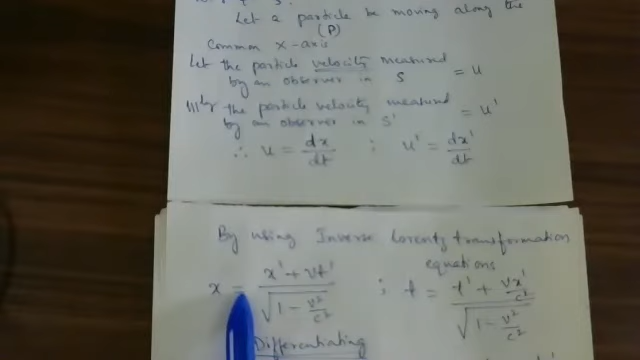 Let a particle be moving along the
(P)
Common x-axis
Let the particle velocity measured
by an observer in S = u
IIIly the particle velocity measured
by an observer in S' = u'
∴ u = dx/dt ; u' = dx'/dt
By using Inverse Lorentz transformation
equations
x = (x' + vt')/√(1 - v²/c²) ; t = (t' + vx'/c²)/√(1 - v²/c²)
Differentiating